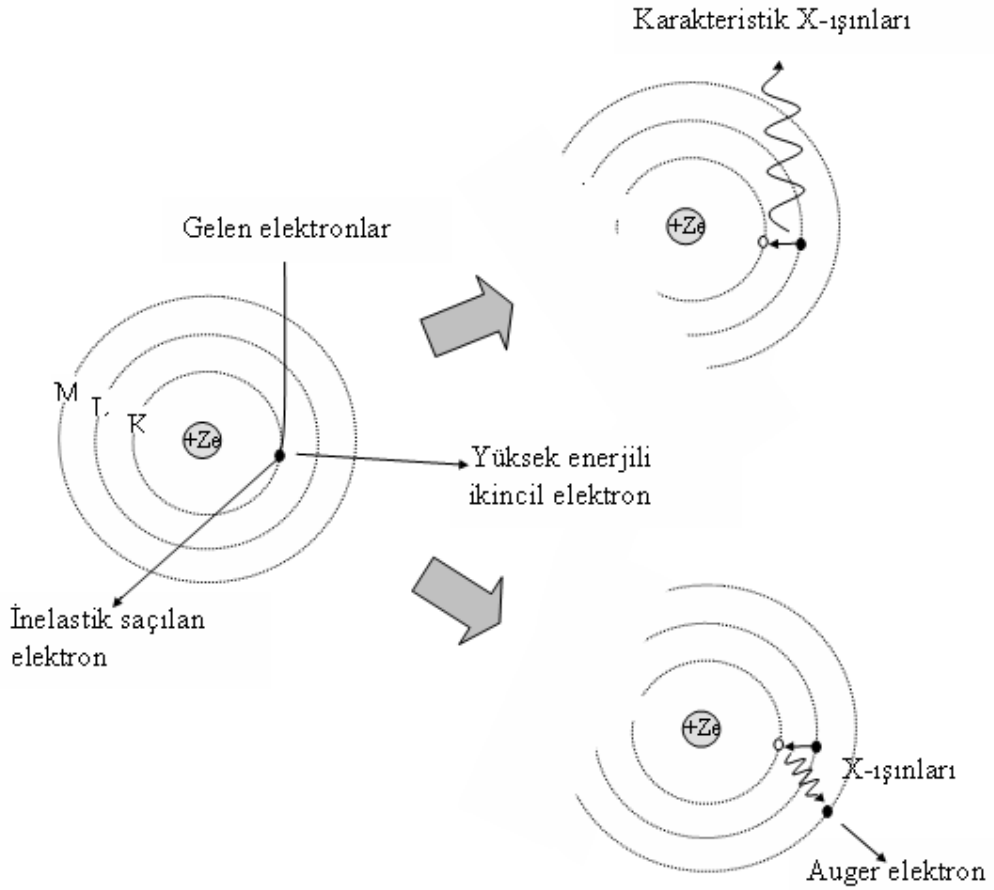 Karakteristik X-ışınları
+Ze
Gelen elektronlar
M
L
K
+Ze
Yüksek enerjili
ikincil elektron
İnelastik saçılan
elektron
+Ze
X-ışınları
Auger elektron